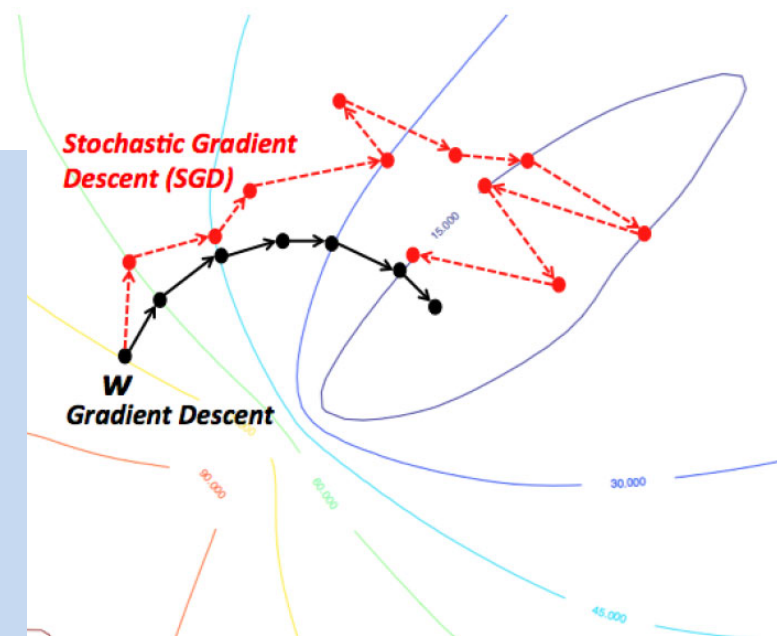 Stochastic Gradient
Descent (SGD)
15.000
W
Gradient Descent
90.000
60.000
30.000
45.000